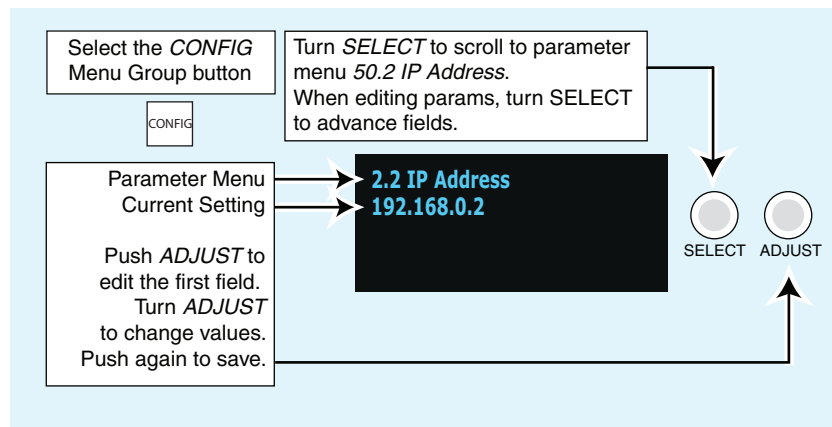 Select the CONFIG
Menu Group button
CONFIG
Turn SELECT to scroll to parameter
menu 50.2 IP Address.
When editing params, turn SELECT
to advance fields.
Parameter Menu
Current Setting
Push ADJUST to
edit the first field.
Turn ADJUST
to change values.
Push again to save.
2.2 IP Address
192.168.0.2
SELECT
ADJUST